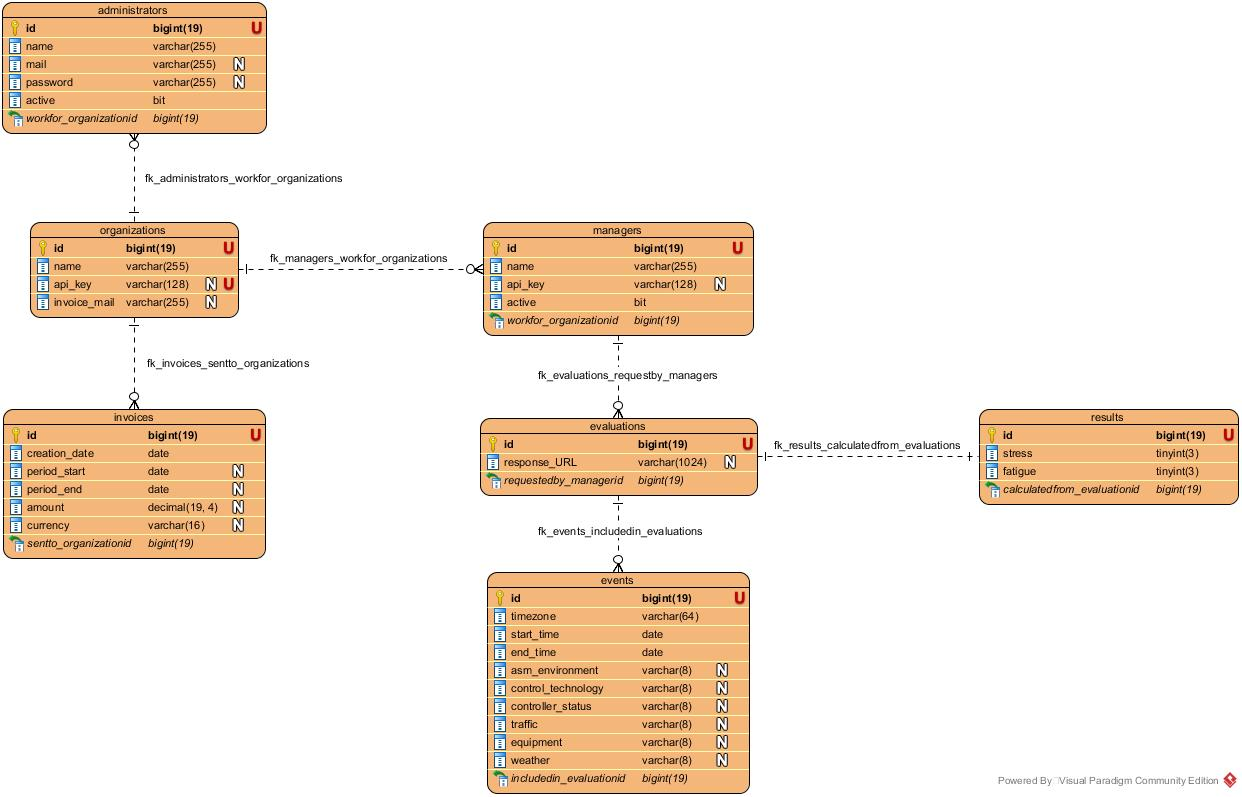 administrators
id bigint(19) U
name varchar(255)
mail varchar(255) N
password varchar(255) N
active bit
workfor_organizationid bigint(19)
fk_administrators_workfor_organizations
organizations
id bigint(19) U
name varchar(255)
api_key varchar(128) N U
invoice_mail varchar(255) N
fk_managers_workfor_organizations
managers
id bigint(19) U
name varchar(255)
api_key varchar(128) N
active bit
workfor_organizationid bigint(19)
fk_invoices_sentto_organizations
fk_evaluations_requestby_managers
invoices
id bigint(19) U
creation_date date
period_start date N
period_end date N
amount decimal(19, 4) N
currency varchar(16) N
sentto_organizationid bigint(19)
evaluations
id bigint(19) U
response_URL varchar(1024) N
requestedby_managerid bigint(19)
fk_results_calculatedfrom_evaluations
results
id bigint(19) U
stress tinyint(3)
fatigue tinyint(3)
calculatedfrom_evaluationid bigint(19)
fk_events_includedin_evaluations
events
id bigint(19) U
timezone varchar(64)
start_time date
end_time date
asm_environment varchar(8) N
control_technology varchar(8) N
controller_status varchar(8) N
traffic varchar(8) N
equipment varchar(8) N
weather varchar(8) N
includedin_evaluationid bigint(19)
Powered By Visual Paradigm Community Edition